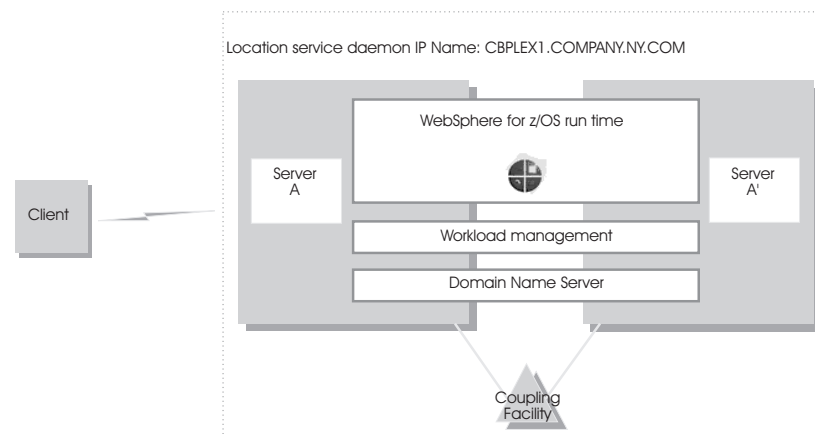 Location service daemon IP Name: CBPLEX1.COMPANY.NY.COM
WebSphere for z/OS run time
Server
A
Server
A'
Client
Workload management
Domain Name Server
Coupling
Facility